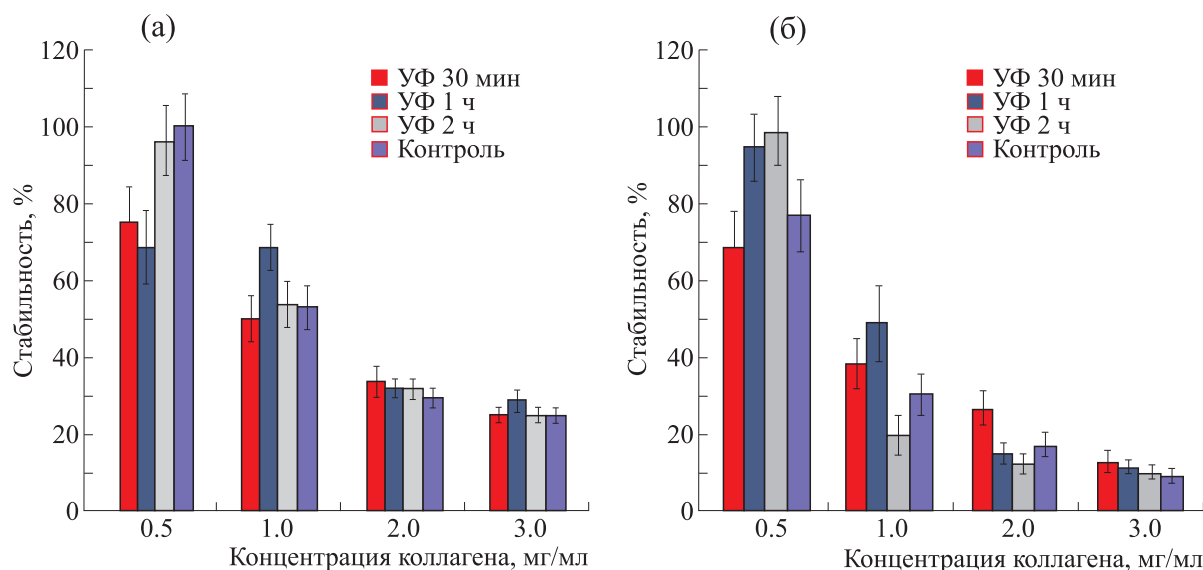 (а)
120
100
80
60
40
20
0
Стабильность, %
УФ 30 мин
УФ 1 ч
УФ 2 ч
Контроль
0.5 1.0 2.0 3.0
Концентрация коллагена, мг/мл
(б)
120
100
80
60
40
20
0
Стабильность, %
УФ 30 мин
УФ 1 ч
УФ 2 ч
Контроль
0.5 1.0 2.0 3.0
Концентрация коллагена, мг/мл